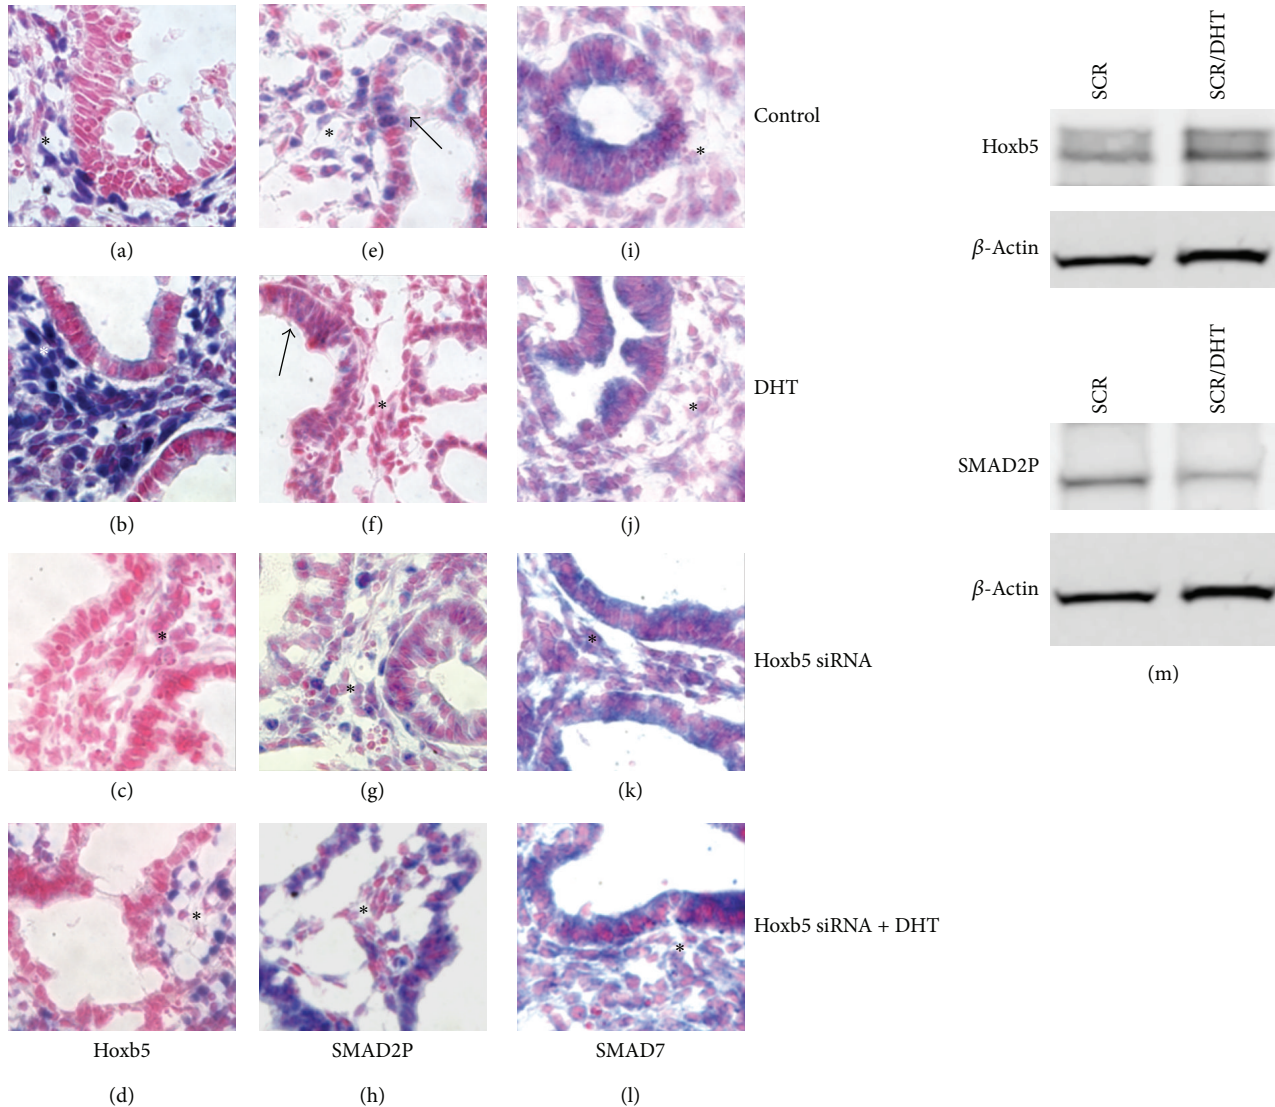 (a)
(e)
(i)
Control
(b)
(f)
(j)
DHT
(c)
(g)
(k)
Hoxb5 siRNA
Hoxb5 siRNA + DHT
Hoxb5
SMAD2P
SMAD7
(d)
(h)
(l)
SCR
SCR/DHT
Hoxb5
β-Actin
SCR
SCR/DHT
SMAD2P
β-Actin
(m)
*
*
*
*
*
*
*
*
*
*
*
*